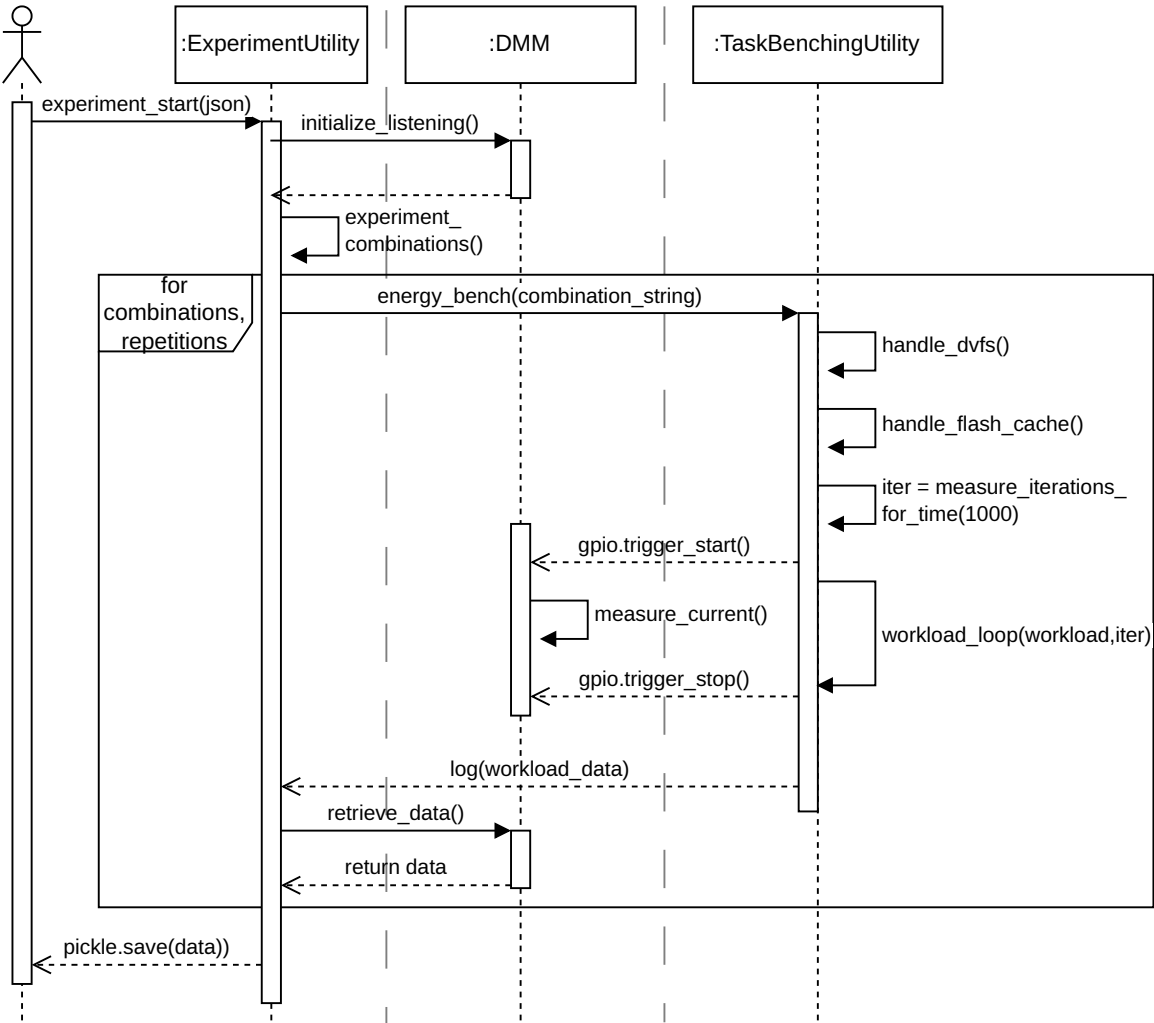 :ExperimentUtility
:DMM
:TaskBenchingUtility
experiment_start(json)
initialize_listening()
experiment_
combinations()
for
combinations,
repetitions
energy_bench(combination_string)
handle_dvfs()
handle_flash_cache()
iter = measure_iterations_
for_time(1000)
gpio.trigger_start()
measure_current()
workload_loop(workload,iter)
gpio.trigger_stop()
log(workload_data)
retrieve_data()
return data
pickle.save(data))